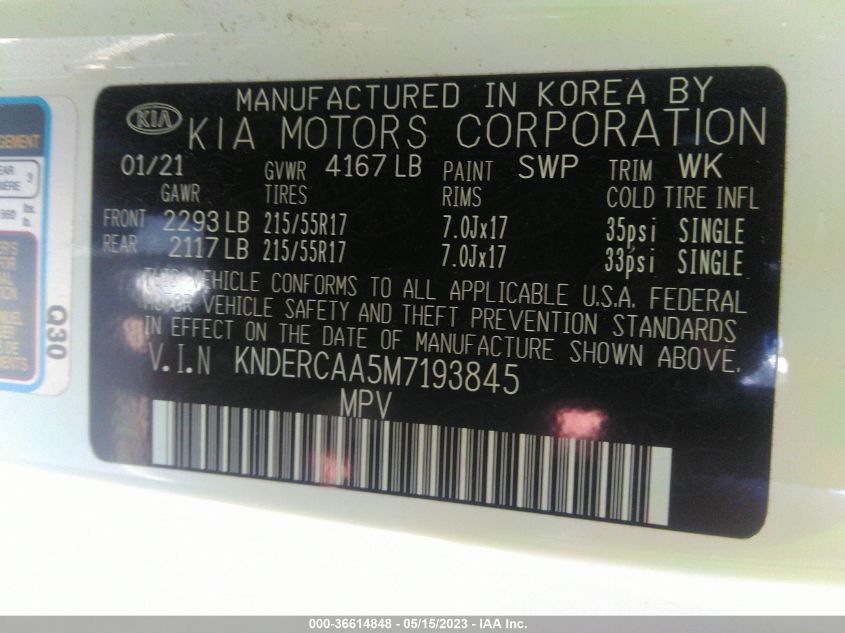 MANUFACTURED IN KOREA BY
KIA KIA MOTORS CORPORATION
01/21 GVWR 4167 LB PAINT SWP TRIM WK
GAWR TIRES RIMS COLD TIRE INFL
FRONT 2293 LB 215/55R17 7.0Jx17 35psi SINGLE
REAR 2117 LB 215/55R17 7.0Jx17 33psi SINGLE
THIS VEHICLE CONFORMS TO ALL APPLICABLE U.S.A. FEDERAL
MOTOR VEHICLE SAFETY AND THEFT PREVENTION STANDARDS
IN EFFECT ON THE DATE OF MANUFACTURE SHOWN ABOVE.
V.I.N KNDERCAA5M7193845
MPV
Q30
000-36614848 - 05/15/2023 - IAA Inc.